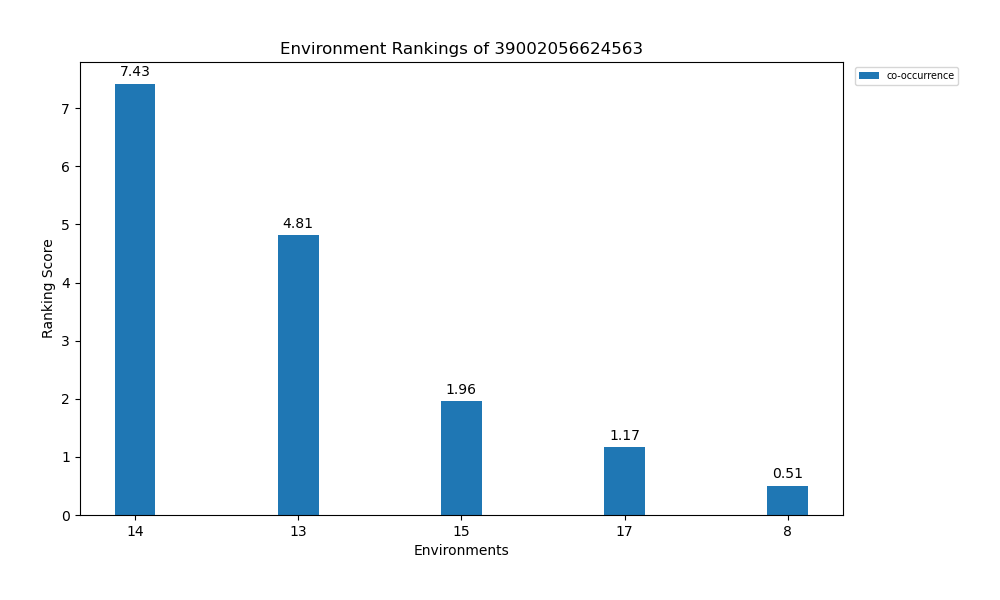 Environment Rankings of 39002056624563
co-occurrence
7.43
4.81
1.96
1.17
0.51
Ranking Score
7
6
5
4
3
2
1
0
14 13 15 17 8
Environments